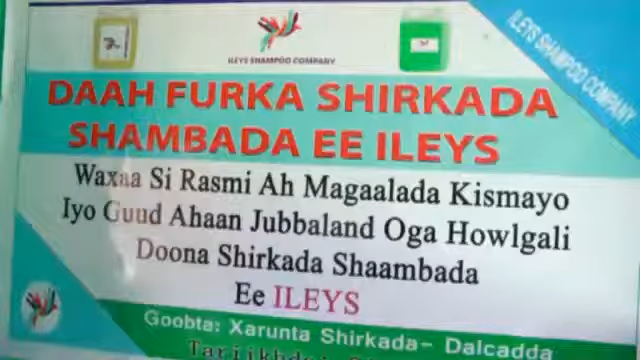 ILEYS SHAMPOO COMPANY
ILEYS SHAMPOO COMPANY
DAAH FURKA SHIRKADA
SHAMBADA EE ILEYS
Waxaa Si Rasmi Ah Magaalada Kismayo
Iyo Guud Ahaan Jubbaland Oga Howlgali
Doona Shirkada Shaambada
Ee ILEYS
Goobta: Xarunta Shirkada- Dalcadda